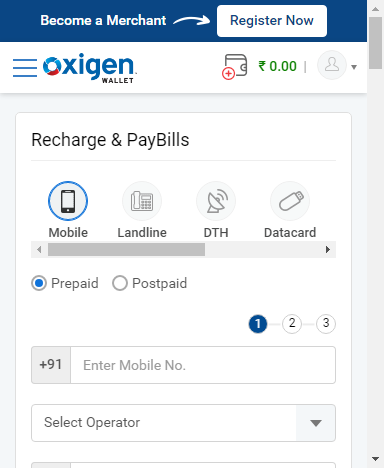 Become a Merchant
Register Now
oxigen
WALLET
₹ 0.00 |
Recharge & PayBills
Mobile
Landline
DTH
Datacard
Prepaid
Postpaid
1 2 3
+91
Enter Mobile No.
Select Operator